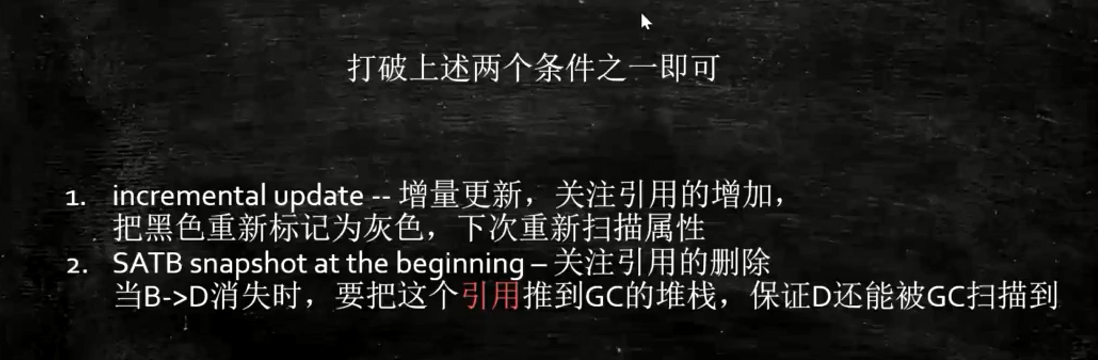 打破上述两个条件之一即可
1. incremental update -- 增量更新，关注引用的增加，
把黑色重新标记为灰色，下次重新扫描属性
2. SATB snapshot at the beginning – 关注引用的删除
当B->D消失时，要把这个引用推到GC的堆栈，保证D还能被GC扫描到